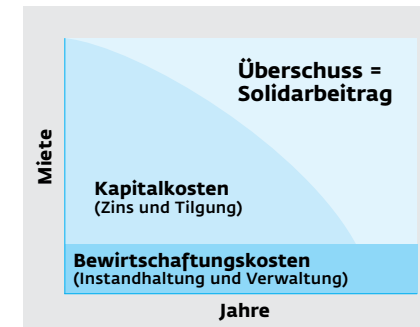 Überschuss =
Solidarbeitrag
Miete
Kapitalkosten
(Zins und Tilgung)
Bewirtschaftungskosten
(Instandhaltung und Verwaltung)
Jahre